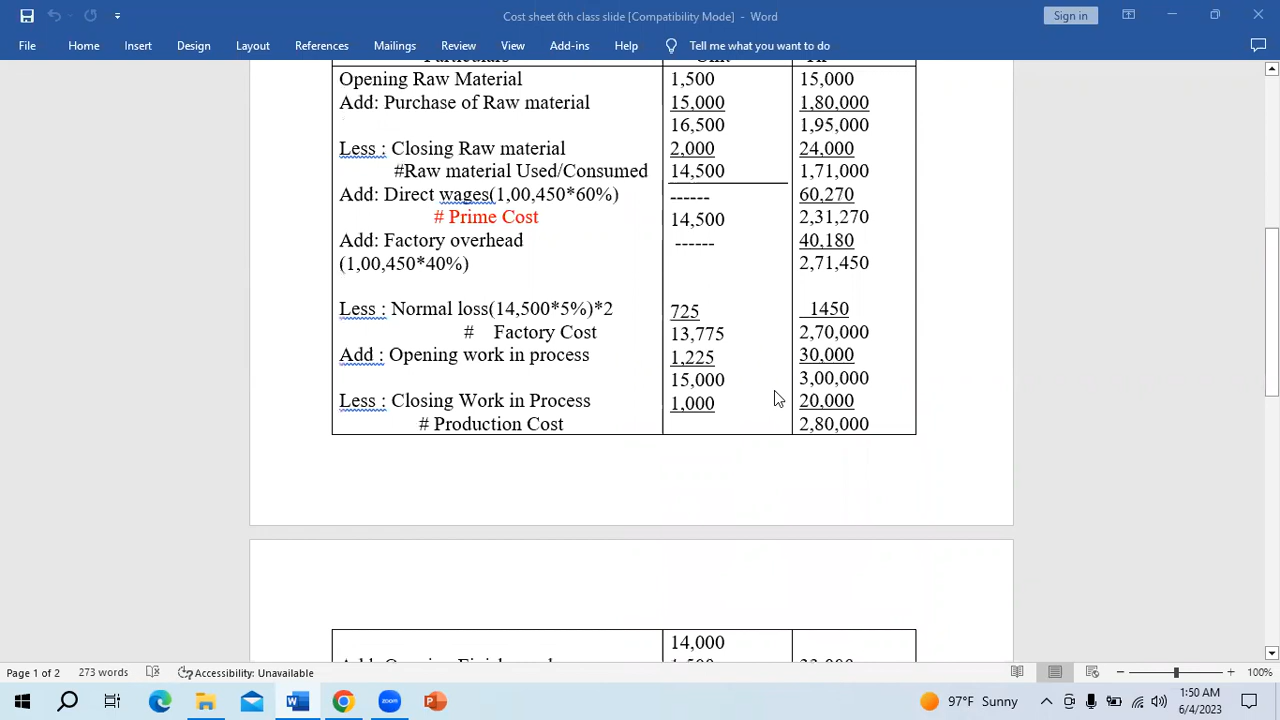 Cost sheet 6th class slide [Compatibility Mode] - Word
Sign in
File Home Insert Design Layout References Mailings Review View Add-ins Help Tell me what you want to do
Particulars Unit Tk
Opening Raw Material 1,500 15,000
Add: Purchase of Raw material 15,000 1,80,000
16,500 1,95,000
Less : Closing Raw material 2,000 24,000
#Raw material Used/Consumed 14,500 1,71,000
Add: Direct wages(1,00,450*60%) ------ 60,270
# Prime Cost 14,500 2,31,270
Add: Factory overhead ------ 40,180
(1,00,450*40%) 2,71,450
Less : Normal loss(14,500*5%)*2 725 1450
# Factory Cost 13,775 2,70,000
Add : Opening work in process 1,225 30,000
15,000 3,00,000
Less : Closing Work in Process 1,000 20,000
# Production Cost 2,80,000
14,000
Page 1 of 2 273 words Accessibility: Unavailable 100%
zoom
97°F Sunny
1:50 AM
6/4/2023